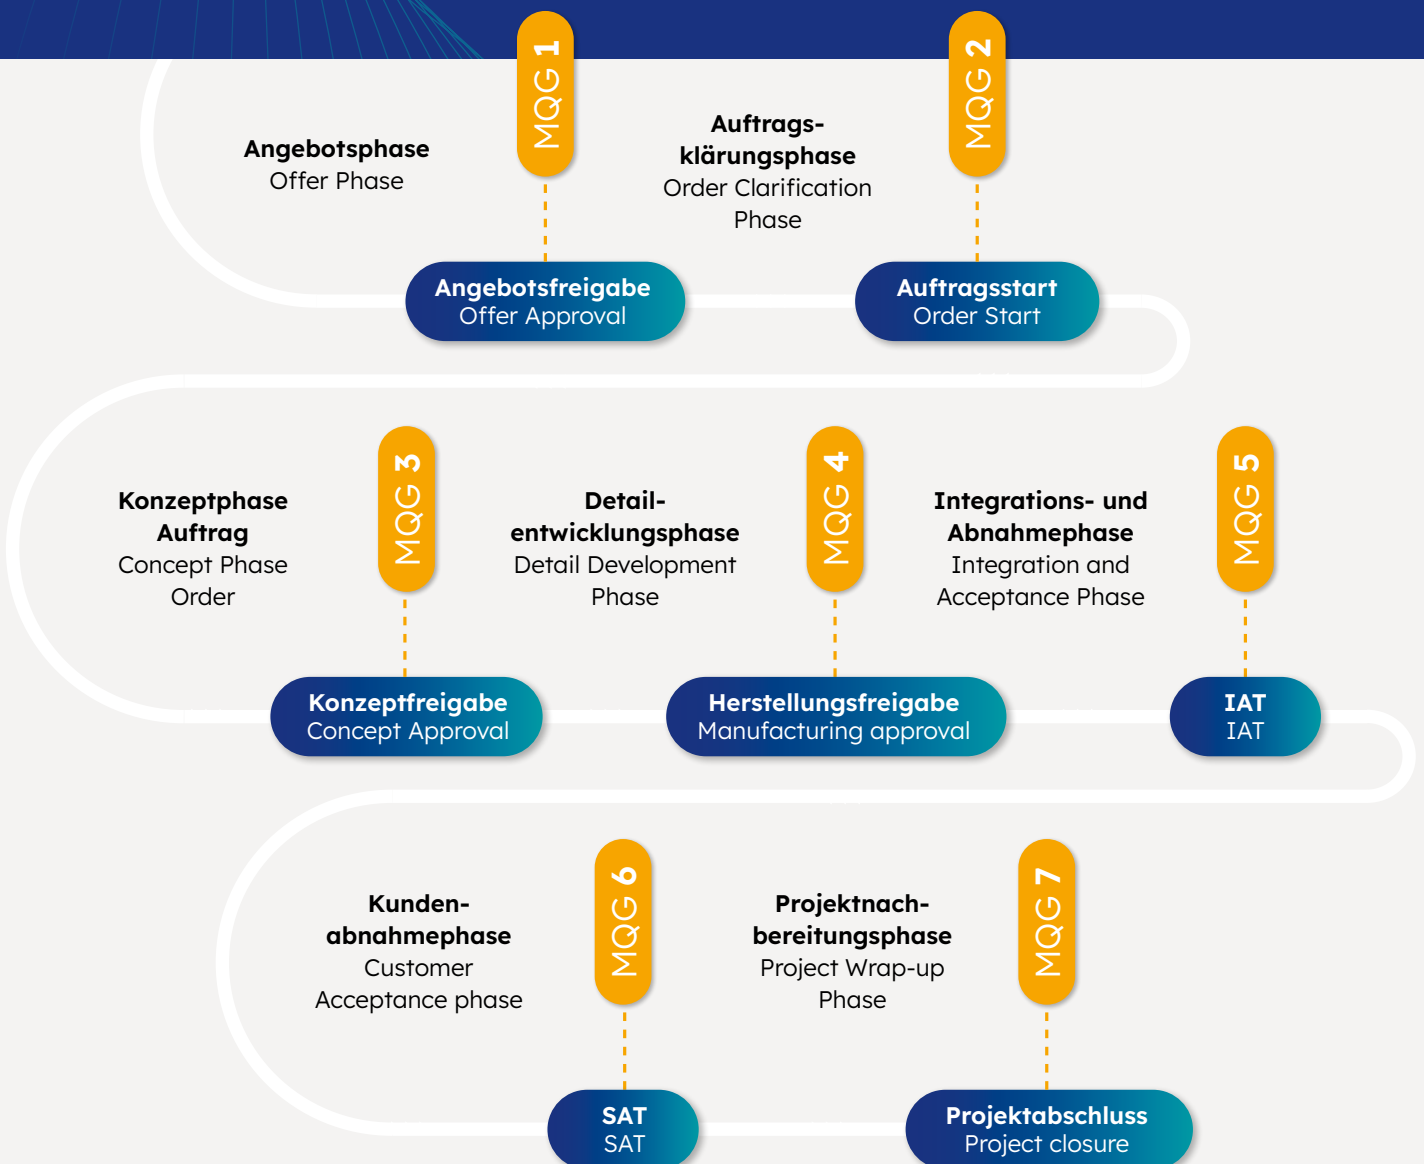 MQG 1
MQG 2
Angebotsphase
Offer Phase
Auftrags-
klärungsphase
Order Clarification
Phase
Angebotsfreigabe
Offer Approval
Auftragsstart
Order Start
MQG 3
MQG 4
MQG 5
Konzeptphase
Auftrag
Concept Phase
Order
Detail-
entwicklungsphase
Detail Development
Phase
Integrations- und
Abnahmephase
Integration and
Acceptance Phase
Konzeptfreigabe
Concept Approval
Herstellungsfreigabe
Manufacturing approval
IAT
IAT
MQG 6
MQG 7
Kunden-
abnahmephase
Customer
Acceptance phase
Projektnach-
bereitungsphase
Project Wrap-up
Phase
SAT
SAT
Projektabschluss
Project closure